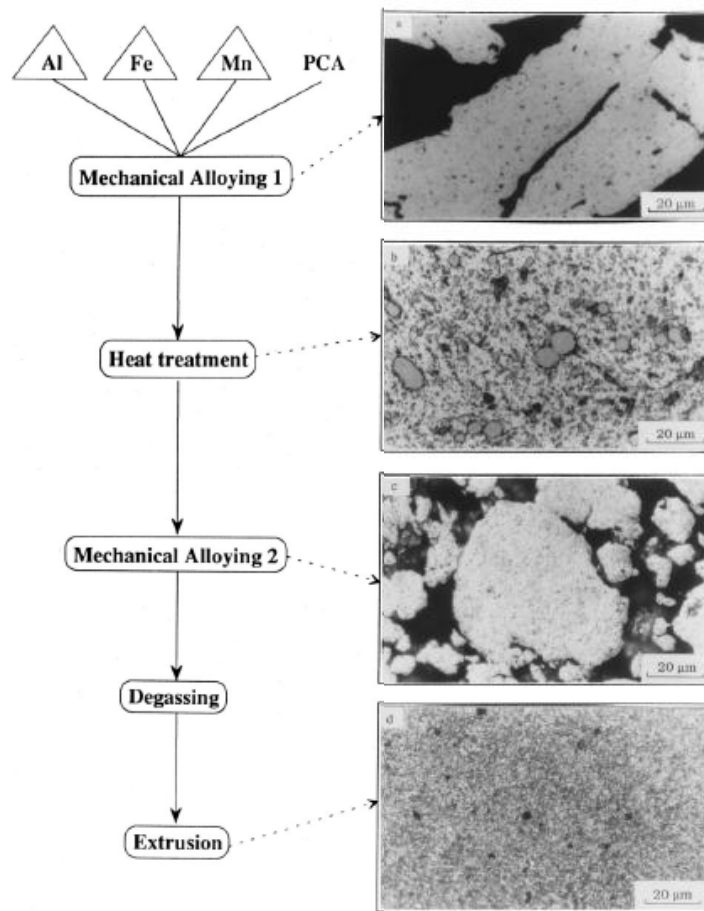 Al Fe Mn PCA
Mechanical Alloying 1
Heat treatment
Mechanical Alloying 2
Degassing
Extrusion
a
20 μm
b
20 μm
c
20 μm
d
20 μm